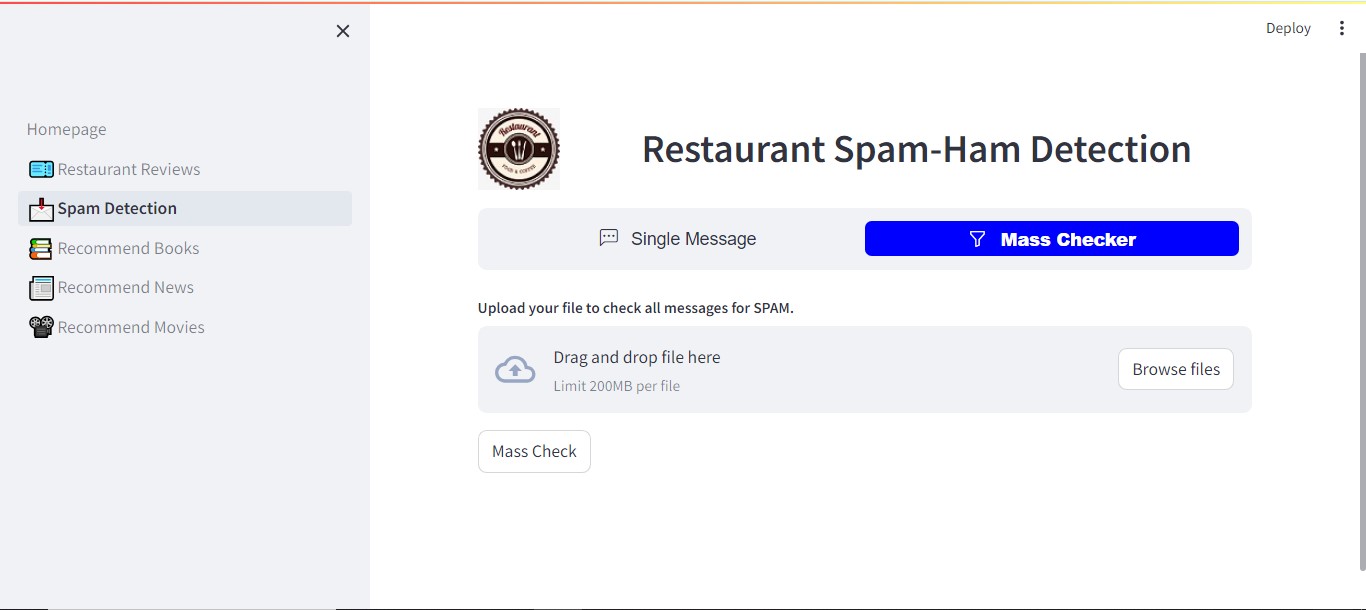 Deploy
Homepage
Restaurant Reviews
Spam Detection
Recommend Books
Recommend News
Recommend Movies
Restaurant
FOOD & COFFEE
Restaurant Spam-Ham Detection
Single Message
Mass Checker
Upload your file to check all messages for SPAM.
Drag and drop file here
Limit 200MB per file
Browse files
Mass Check